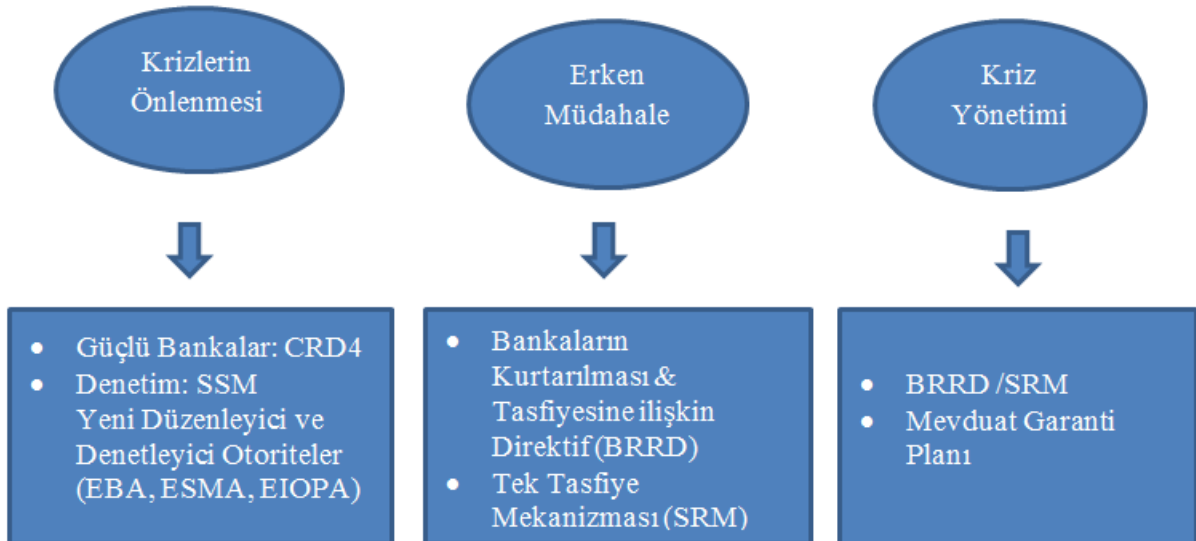 Krizlerin
Önlenmesi
Erken
Müdahale
Kriz
Yönetimi
• Güçlü Bankalar: CRD4
• Denetim: SSM
Yeni Düzenleyici ve
Denetleyici Otoriteler
(EBA, ESMA, EIOPA)
• Bankaların
Kurtarılması &
Tasfiyesine ilişkin
Direktif (BRRD)
• Tek Tasfiye
Mekanizması (SRM)
• BRRD /SRM
• Mevduat Garanti
Planı